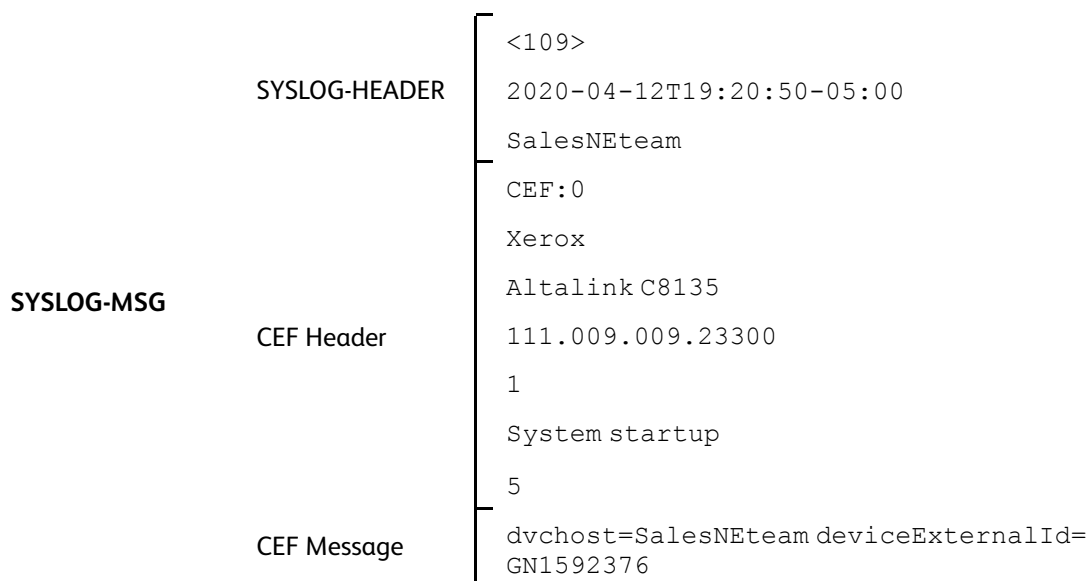 <109>
SYSLOG-HEADER
2020-04-12T19:20:50-05:00
SalesNEteam
CEF:0
Xerox
Altalink C8135
SYSLOG-MSG
CEF Header
111.009.009.23300
1
System startup
5
CEF Message
dvchost=SalesNEteam deviceExternalId=
GN1592376